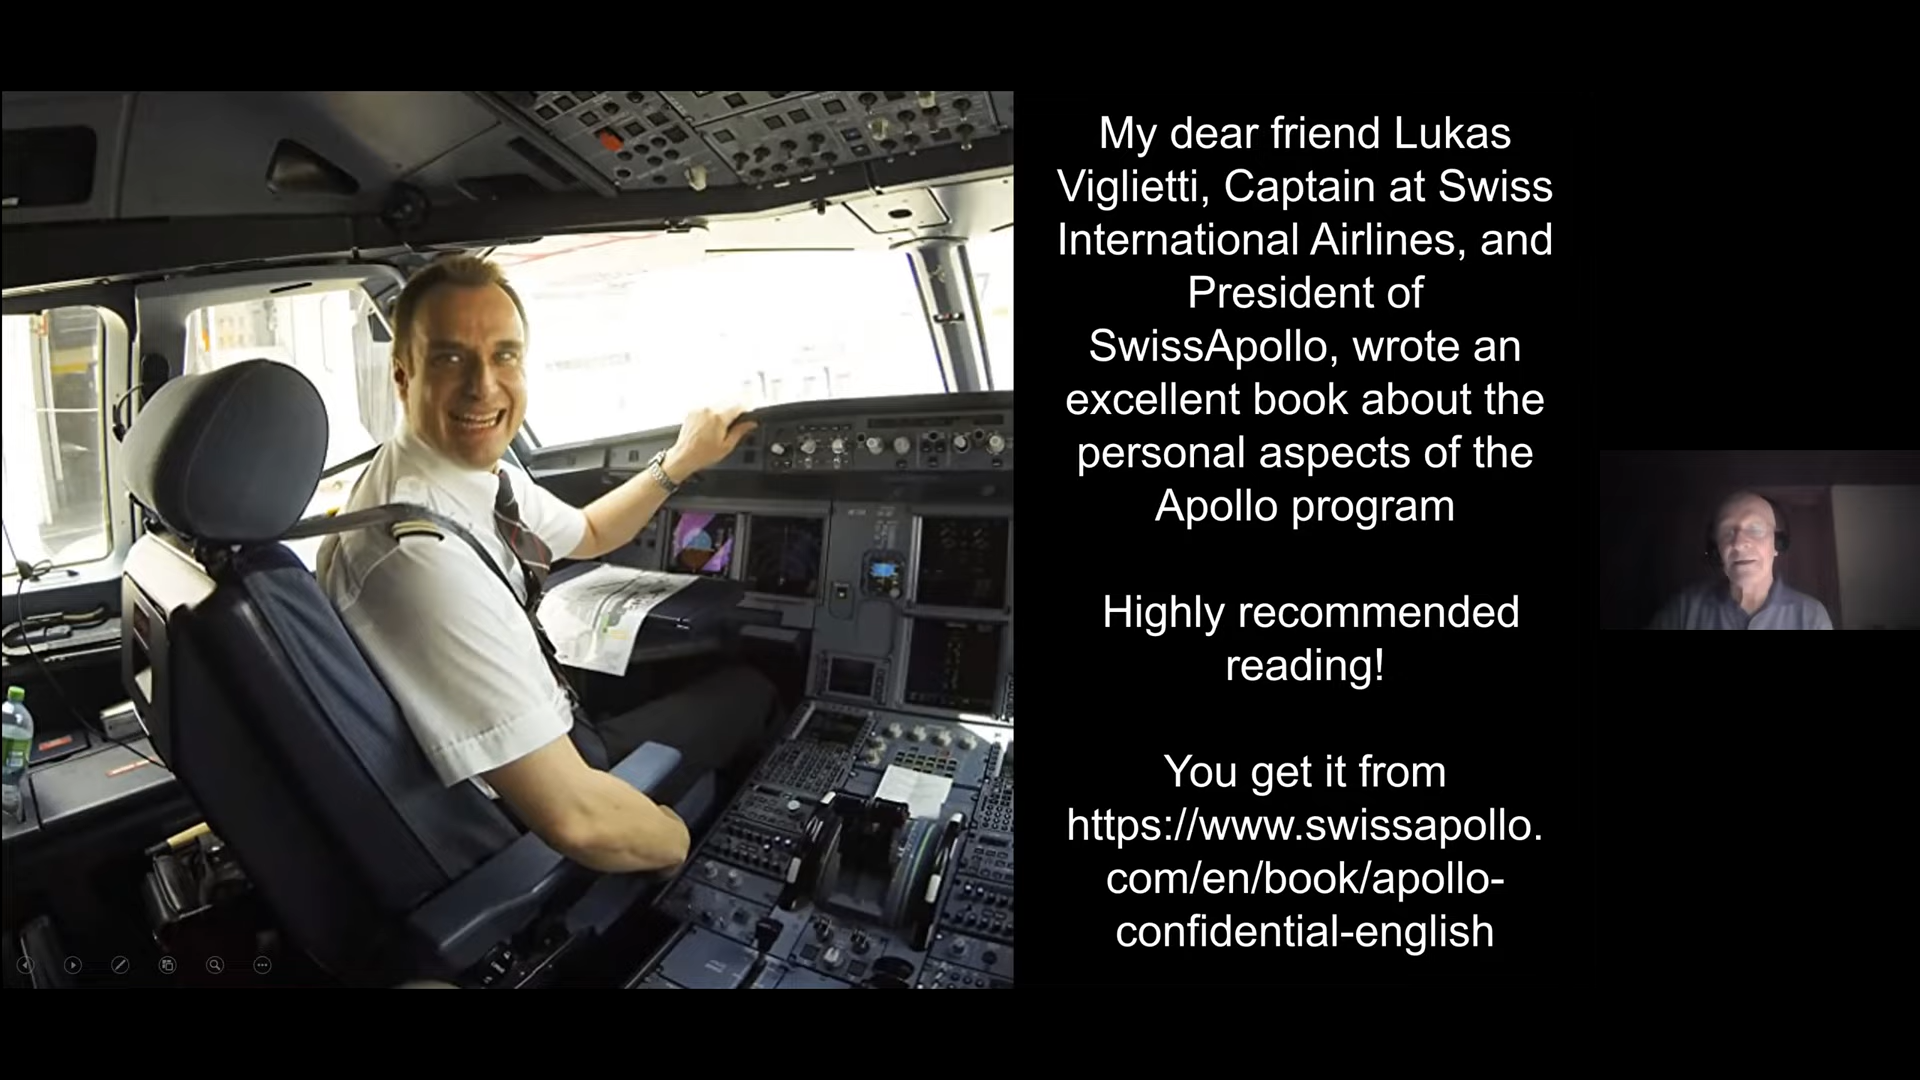 My dear friend Lukas
Viglietti, Captain at Swiss
International Airlines, and
President of
SwissApollo, wrote an
excellent book about the
personal aspects of the
Apollo program
Highly recommended
reading!
You get it from
https://www.swissapollo.
com/en/book/apollo-
confidential-english